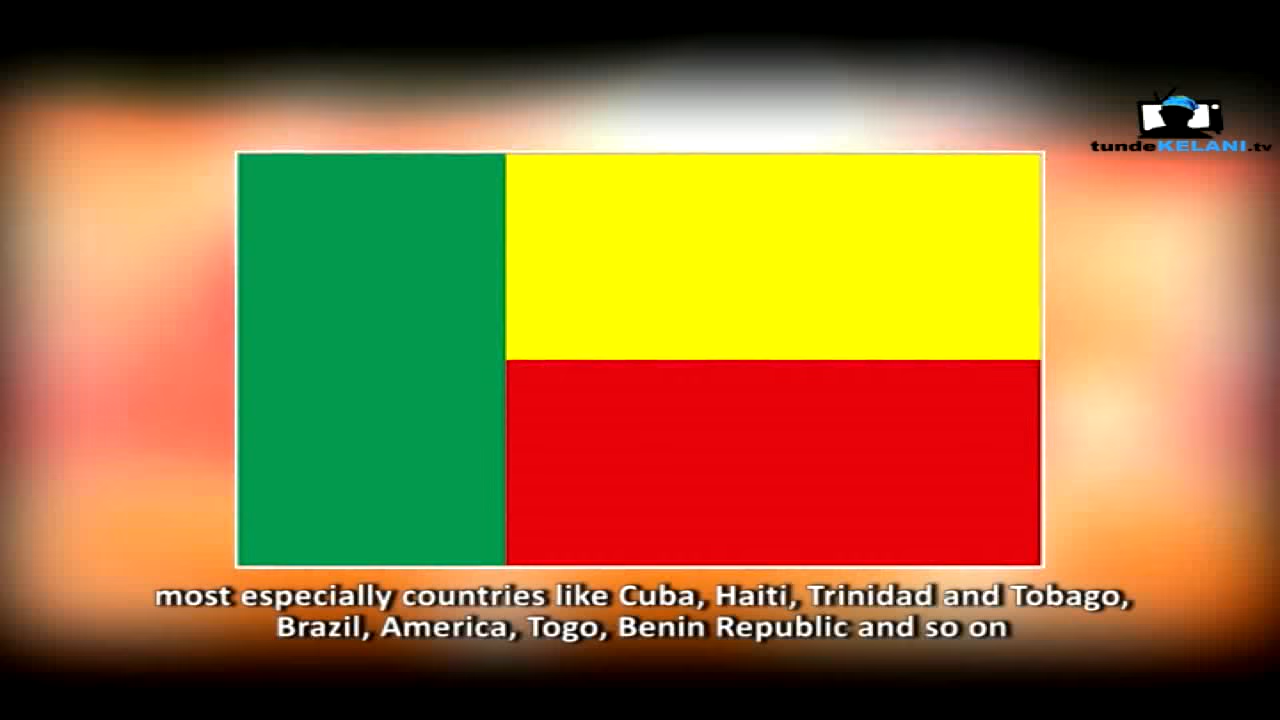 tundeKELANI.tv
most especially countries like Cuba, Haiti, Trinidad and Tobago,
Brazil, America, Togo, Benin Republic and so on